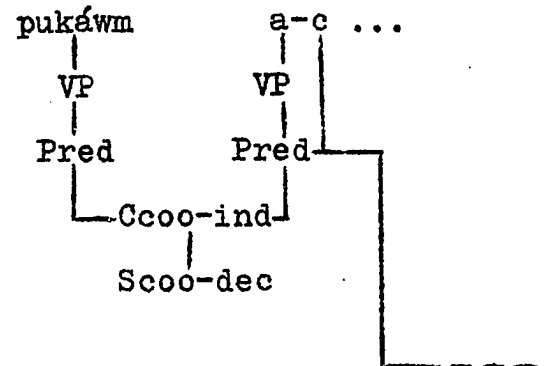 pukáwm a-c ...
VP VP
Pred Pred
Ccoo-ind
Scoo-dec